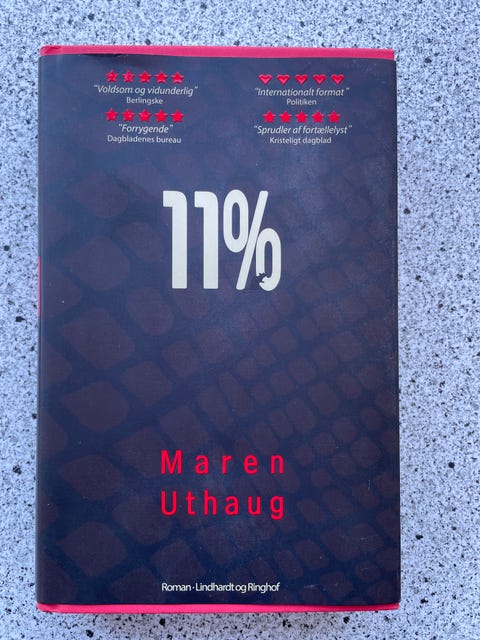 "Voldsom og vidunderlig"
Berlingske
"Internationalt format"
Politiken
"Forrygende"
Dagbladenes bureau
"Sprudler af fortællelyst"
Kristeligt dagblad
11%
Maren
Uthaug
Roman · Lindhardt og Ringhof